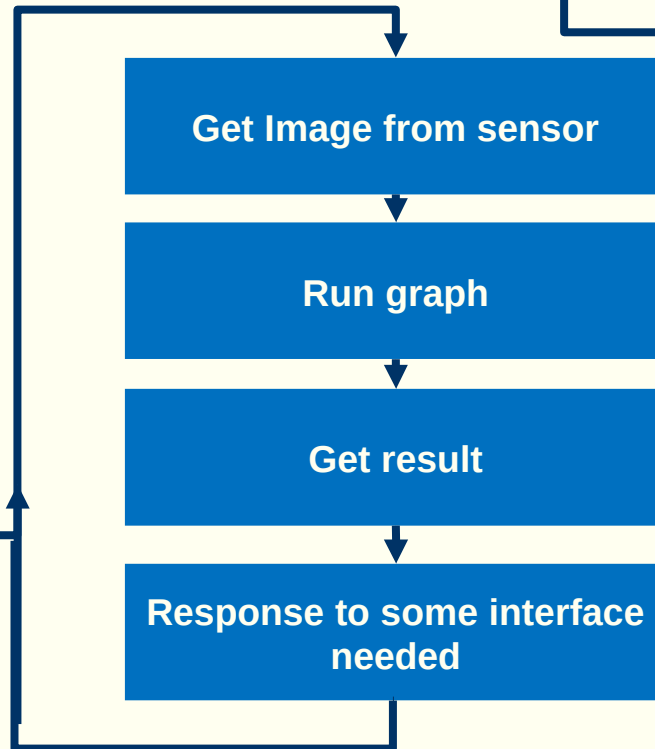 Get Image from sensor
Run graph
Get result
Response to some interface
needed